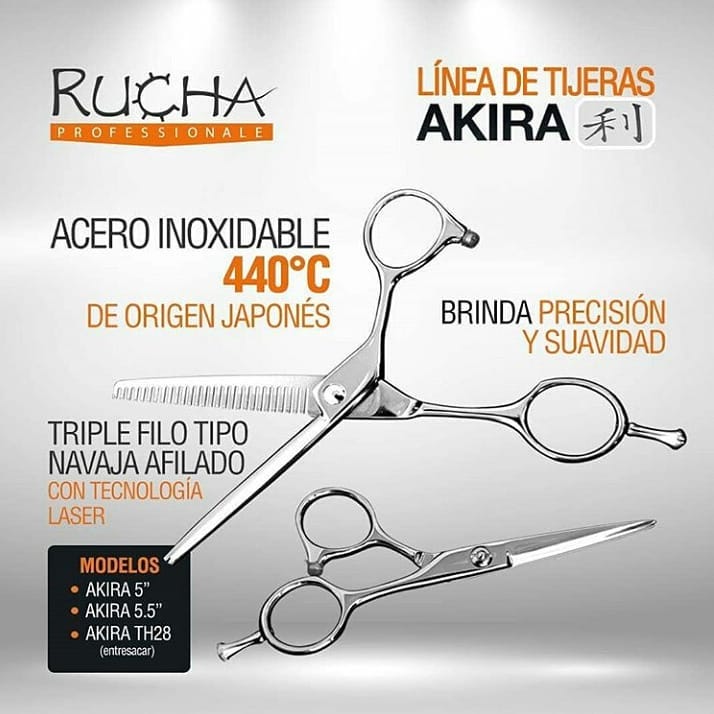 RUCHA
PROFESSIONALE
LÍNEA DE TIJERAS
AKIRA 利
ACERO INOXIDABLE
440°C
DE ORIGEN JAPONÉS
BRINDA PRECISIÓN
Y SUAVIDAD
TRIPLE FILO TIPO
NAVAJA AFILADO
CON TECNOLOGÍA
LASER
MODELOS
• AKIRA 5”
• AKIRA 5.5”
• AKIRA TH28
(entresacar)